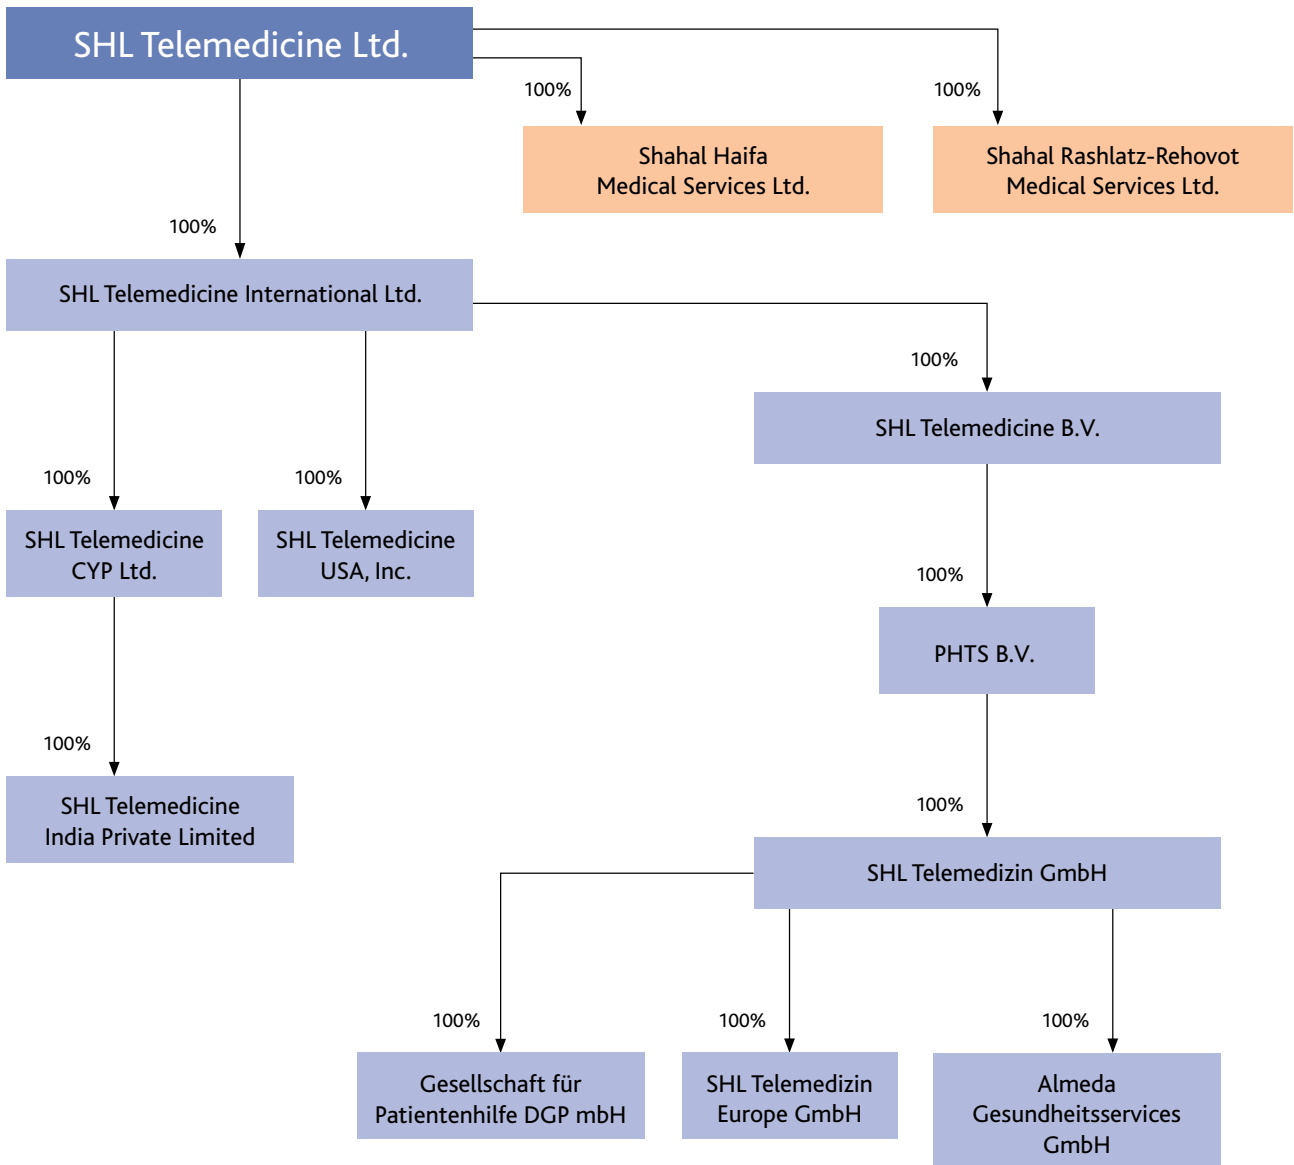 SHL Telemedicine Ltd.
100%
100%
Shahal Haifa
Medical Services Ltd.
Shahal Rashlatz-Rehovot
Medical Services Ltd.
100%
SHL Telemedicine International Ltd.
100%
SHL Telemedicine B.V.
100%
100%
SHL Telemedicine
CYP Ltd.
SHL Telemedicine
USA, Inc.
100%
PHTS B.V.
100%
SHL Telemedicine
India Private Limited
100%
SHL Telemedizin GmbH
100%
100%
100%
Gesellschaft für
Patientenhilfe DGP mbH
SHL Telemedizin
Europe GmbH
Almeda
Gesundheitsservices
GmbH